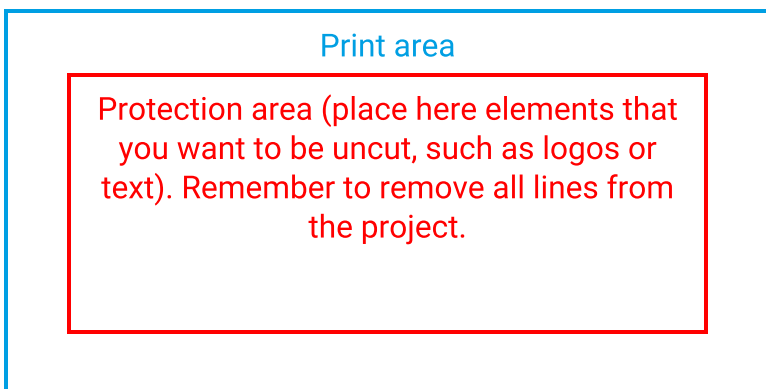 Print area
Protection area (place here elements that
you want to be uncut, such as logos or
text). Remember to remove all lines from
the project.